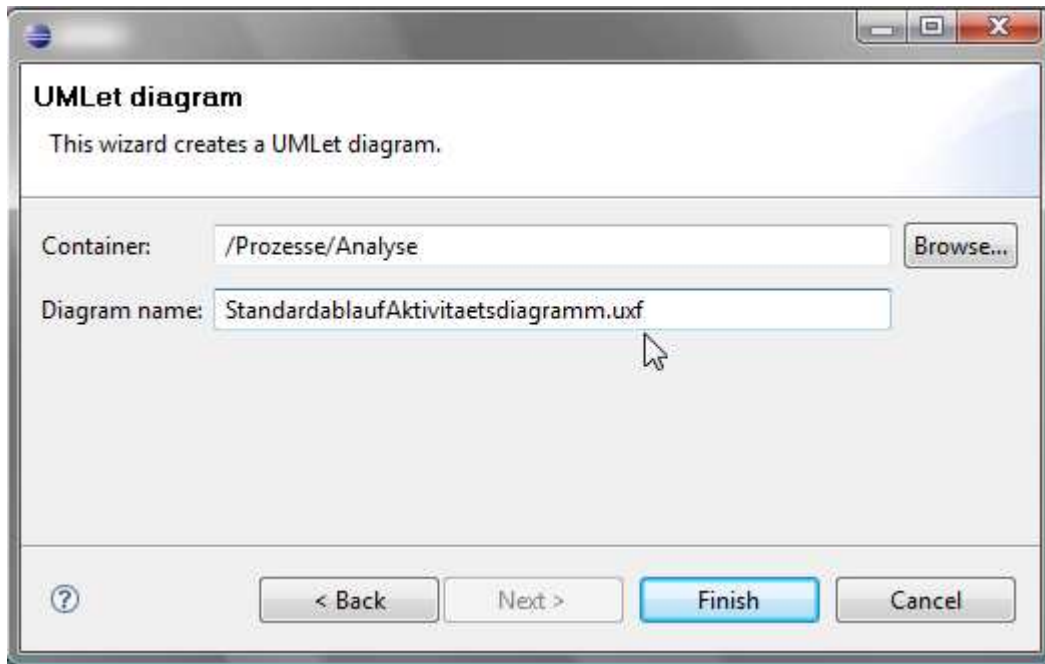 UMLet diagram
This wizard creates a UMLet diagram.
Container: /Prozesse/Analyse Browse...
Diagram name: StandardablaufAktivitaetsdiagramm.uxf
? < Back Next > Finish Cancel